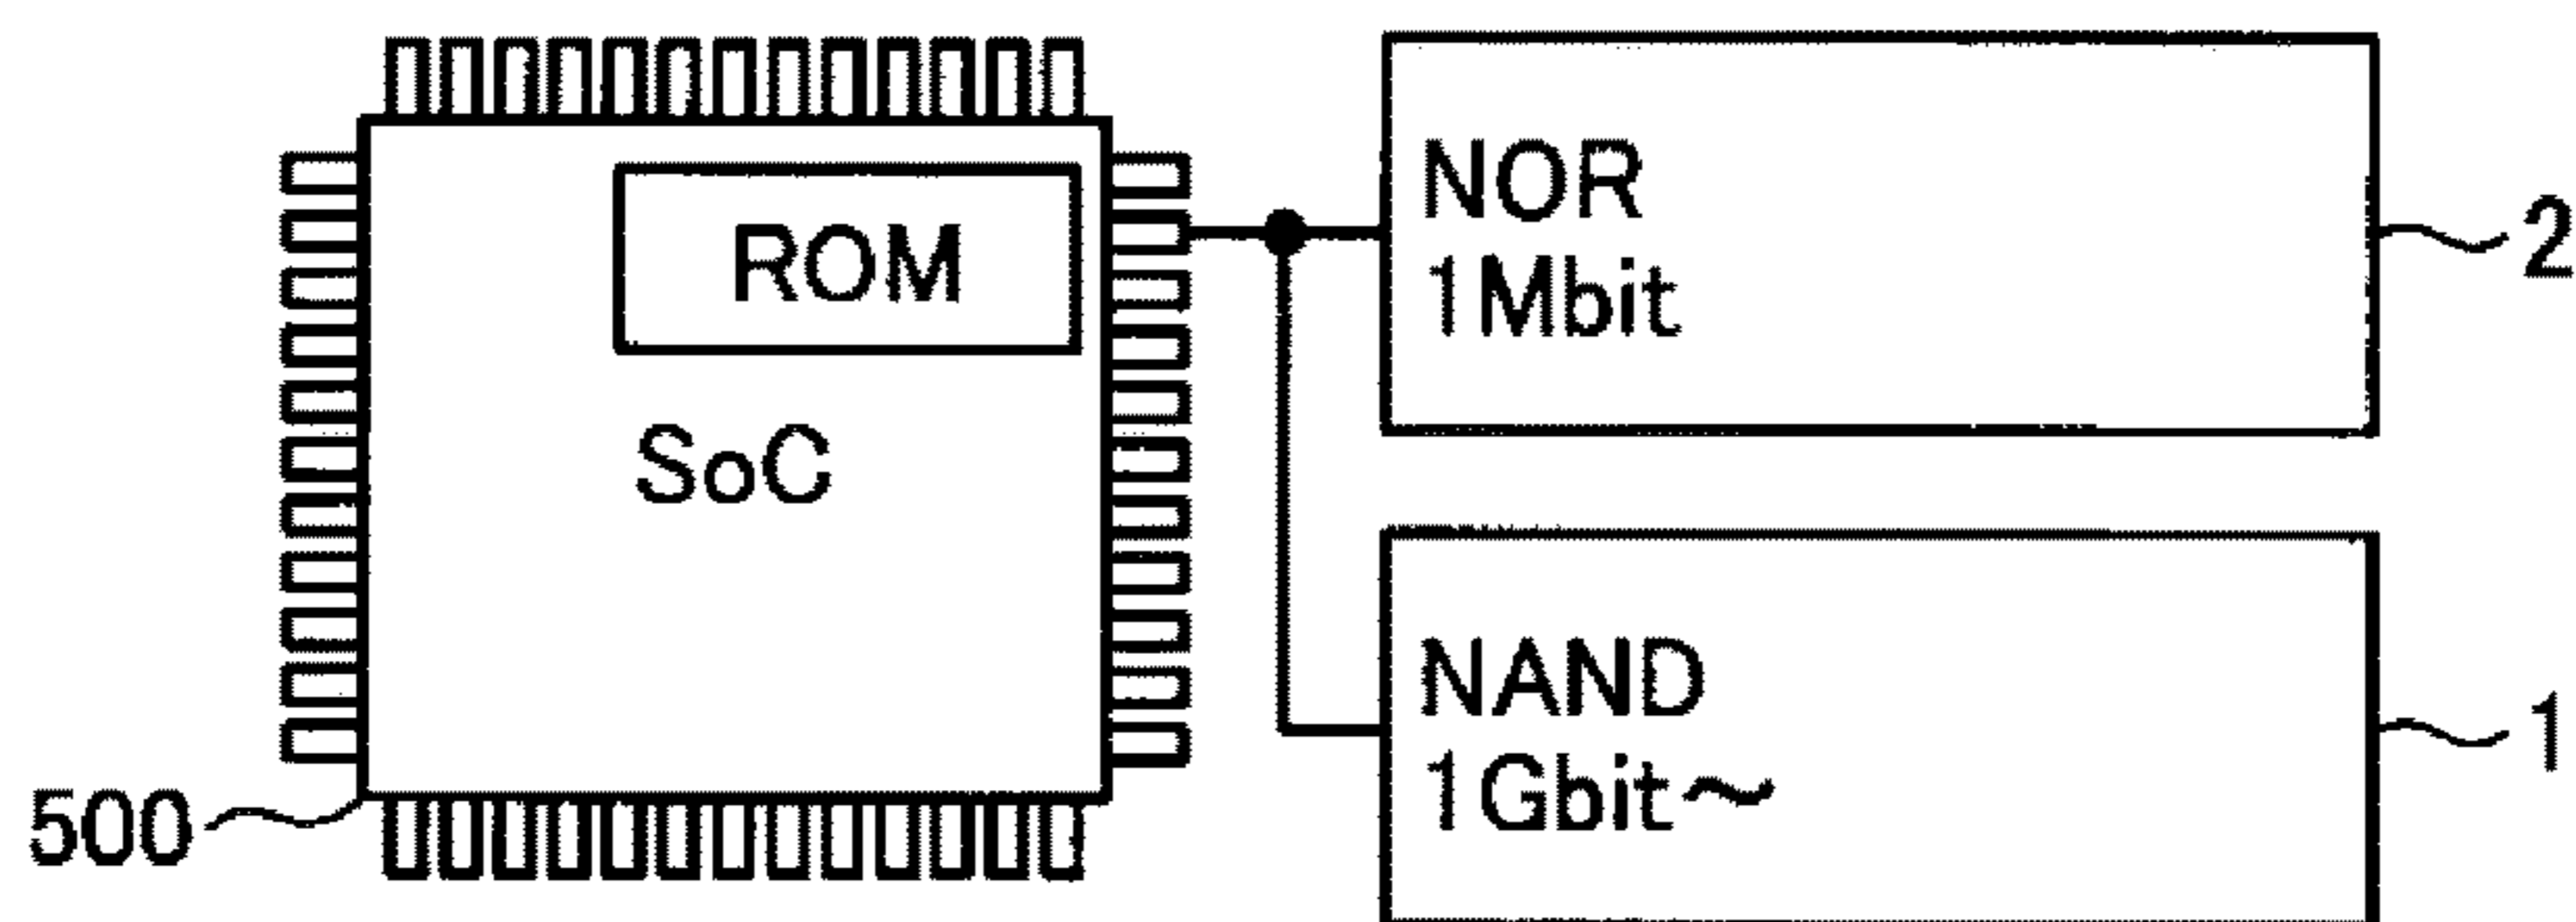 ROM
SoC
500
NOR
1Mbit
2
NAND
1Gbit～
1